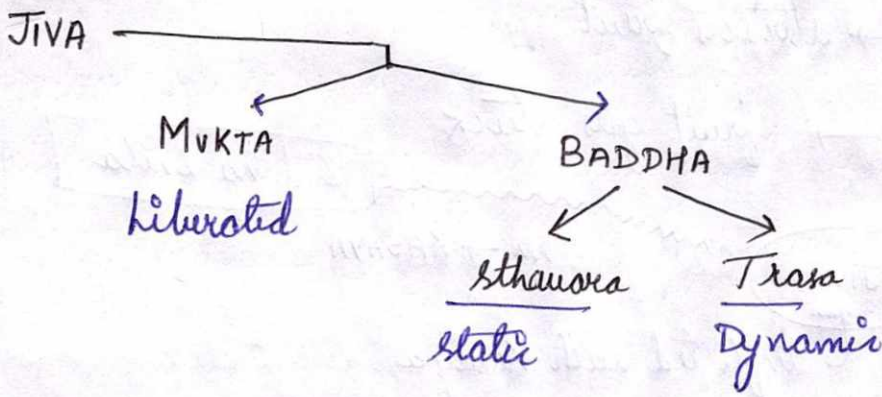 JIVA
MUKTA
BADDHA
Liberated
Sthavara
Trasa
Static
Dynamic